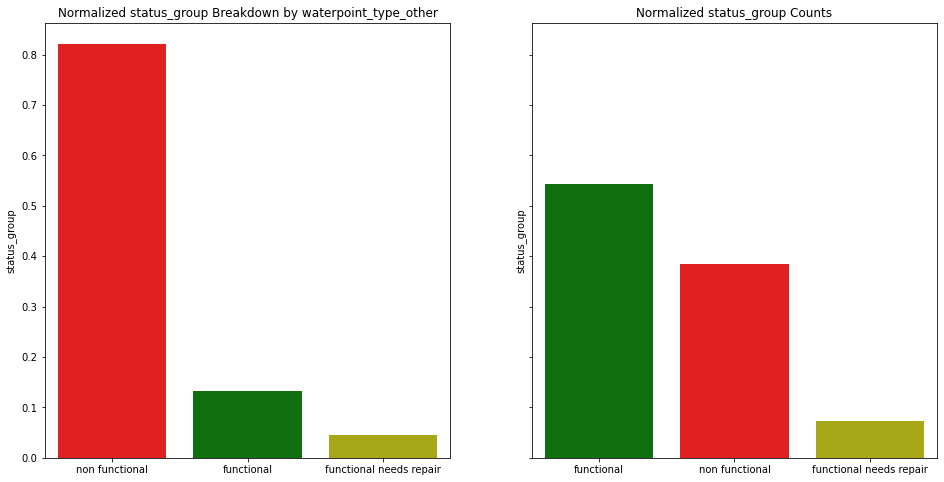 Normalized status_group Breakdown by waterpoint_type_other
status_group
0.8
0.7
0.6
0.5
0.4
0.3
0.2
0.1
0.0
non functional
functional
functional needs repair
Normalized status_group Counts
status_group
functional
non functional
functional needs repair